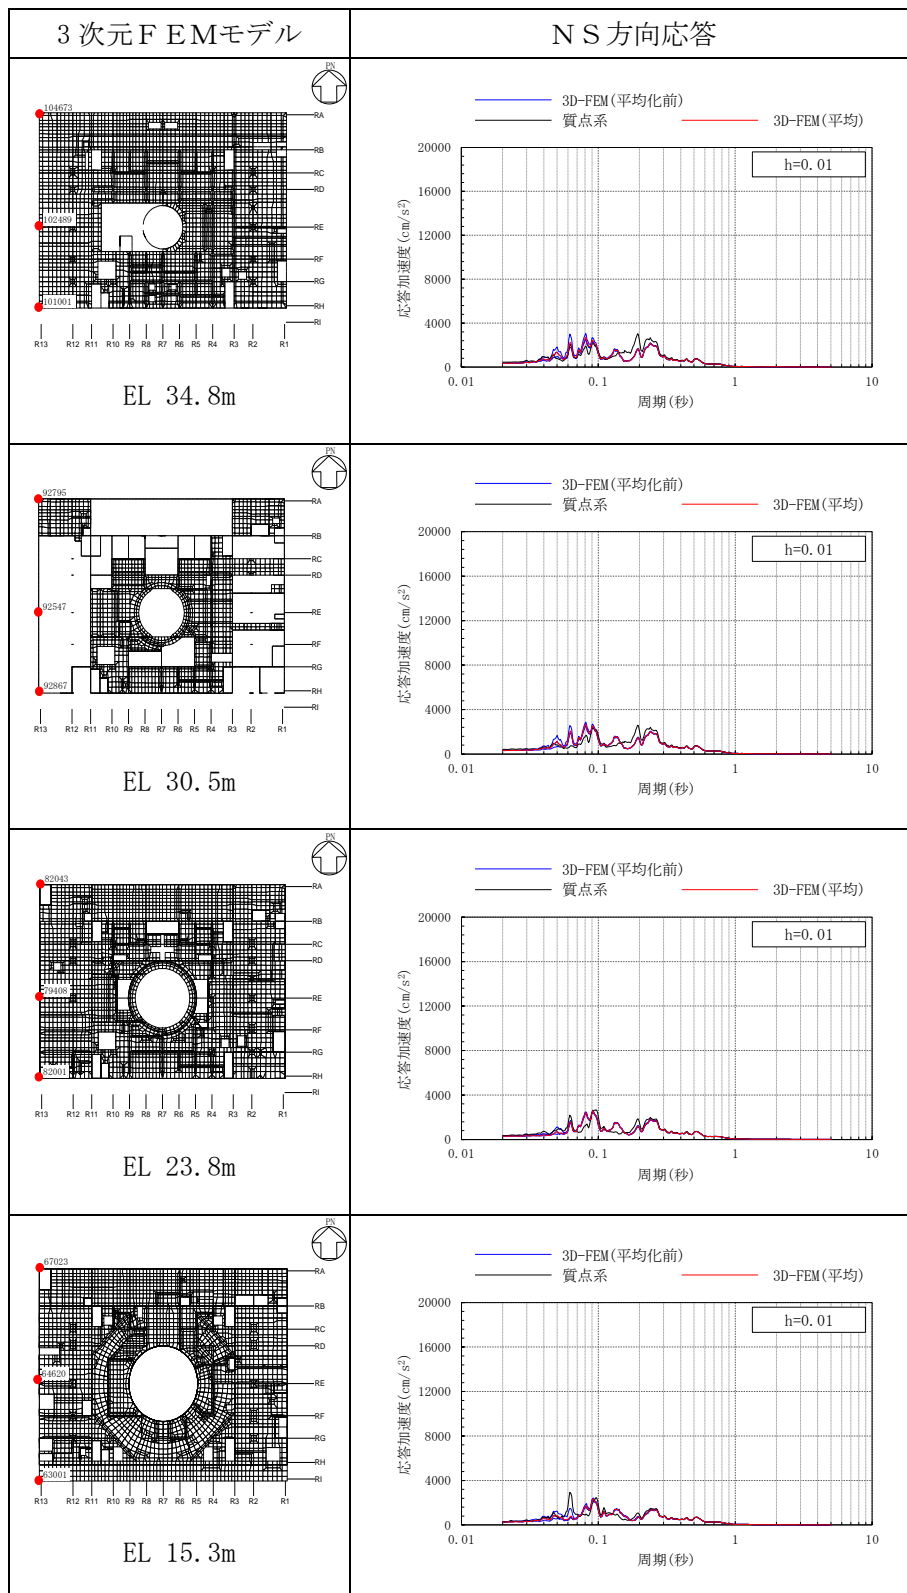 3次元ＦＥＭモデル
ＮＳ方向応答
PN
104673
102489
101001
RA
RB
RC
RD
RE
RF
RG
RH
RI
R13 R12 R11 R10 R9 R8 R7 R6 R5 R4 R3 R2 R1
EL 34.8m
3D-FEM(平均化前)
質点系 3D-FEM(平均)
h=0.01
応答加速度(cm/s²)
20000
16000
12000
8000
4000
0
0.01 0.1 1 10
周期(秒)
PN
92795
92547
92867
RA
RB
RC
RD
RE
RF
RG
RH
RI
R13 R12 R11 R10 R9 R8 R7 R6 R5 R4 R3 R2 R1
EL 30.5m
3D-FEM(平均化前)
質点系 3D-FEM(平均)
h=0.01
応答加速度(cm/s²)
20000
16000
12000
8000
4000
0
0.01 0.1 1 10
周期(秒)
PN
82043
79408
82001
RA
RB
RC
RD
RE
RF
RG
RH
RI
R13 R12 R11 R10 R9 R8 R7 R6 R5 R4 R3 R2 R1
EL 23.8m
3D-FEM(平均化前)
質点系 3D-FEM(平均)
h=0.01
応答加速度(cm/s²)
20000
16000
12000
8000
4000
0
0.01 0.1 1 10
周期(秒)
PN
67023
64620
63001
RA
RB
RC
RD
RE
RF
RG
RH
RI
R13 R12 R11 R10 R9 R8 R7 R6 R5 R4 R3 R2 R1
EL 15.3m
3D-FEM(平均化前)
質点系 3D-FEM(平均)
h=0.01
応答加速度(cm/s²)
20000
16000
12000
8000
4000
0
0.01 0.1 1 10
周期(秒)